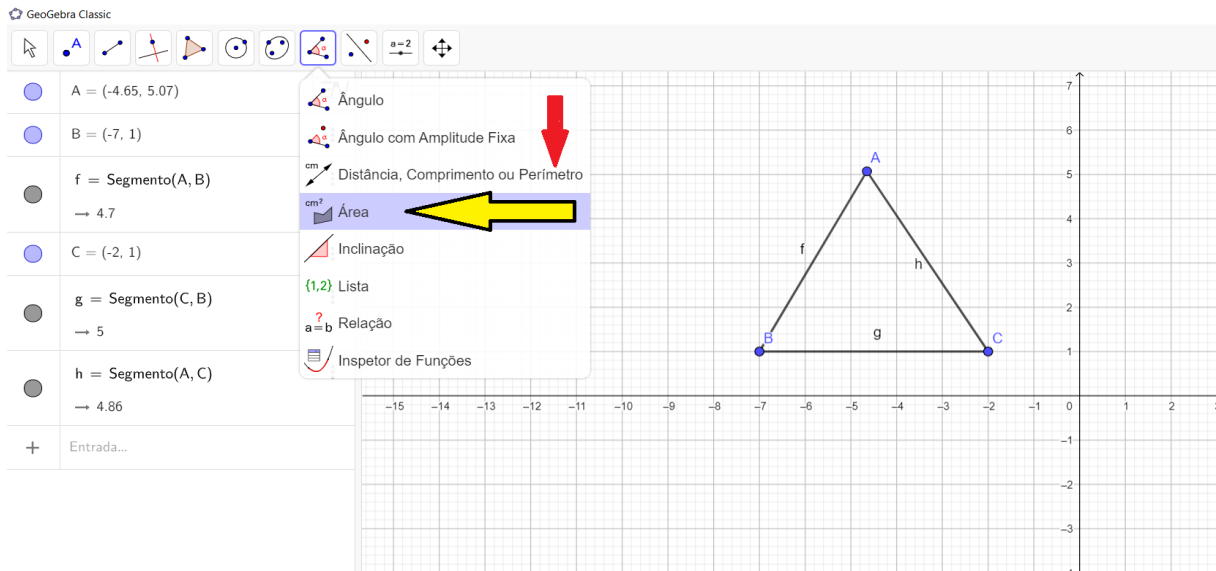 GeoGebra Classic
A
α
a=2
A = (-4.65, 5.07)
B = (-7, 1)
f = Segmento(A, B)
→ 4.7
C = (-2, 1)
g = Segmento(C, B)
→ 5
h = Segmento(A, C)
→ 4.86
+ Entrada...
α Ângulo
α Ângulo com Amplitude Fixa
cm Distância, Comprimento ou Perímetro
cm² Área
Inclinação
{1,2} Lista
?
a=b Relação
Inspetor de Funções
7
6
5
4
3
2
1
A
f
h
B
g
C
–15 –14 –13 –12 –11 –10 –9 –8 –7 –6 –5 –4 –3 –2 –1 0 1 2
–1
–2
–3